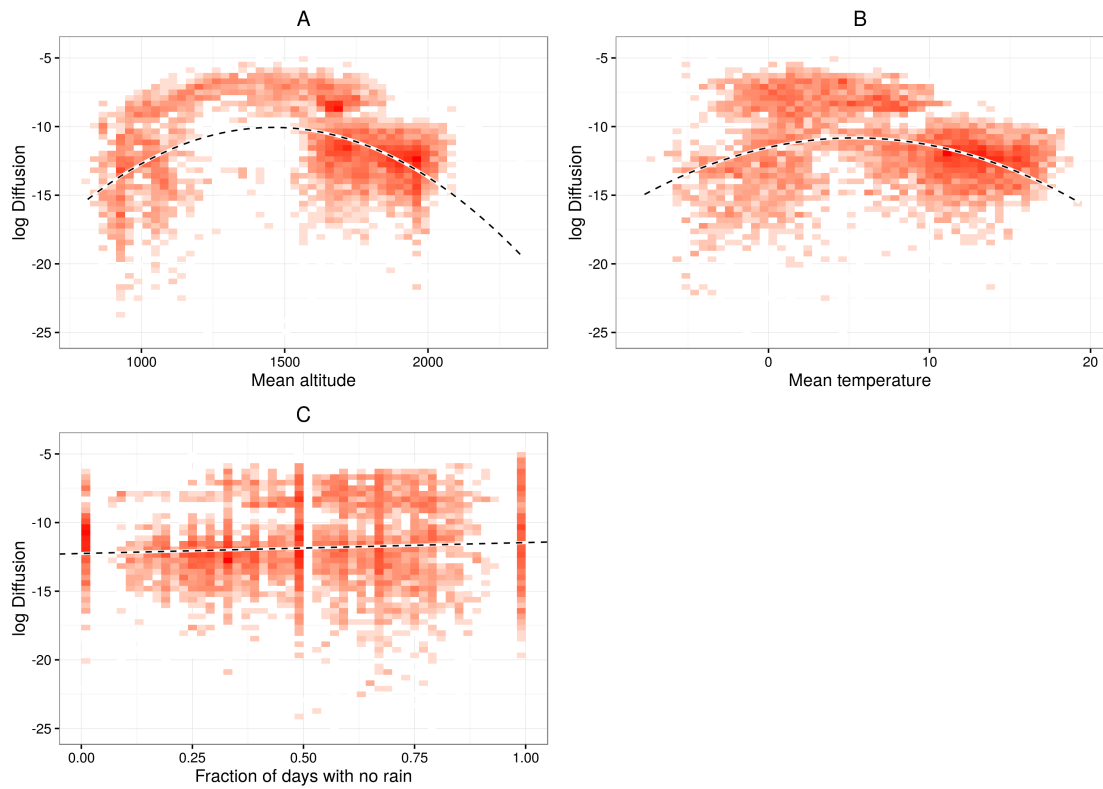 A
-5
-10
-15
-20
-25
log Diffusion
1000
1500
2000
Mean altitude
B
-5
-10
-15
-20
-25
log Diffusion
0
10
20
Mean temperature
C
-5
-10
-15
-20
-25
log Diffusion
0.00
0.25
0.50
0.75
1.00
Fraction of days with no rain